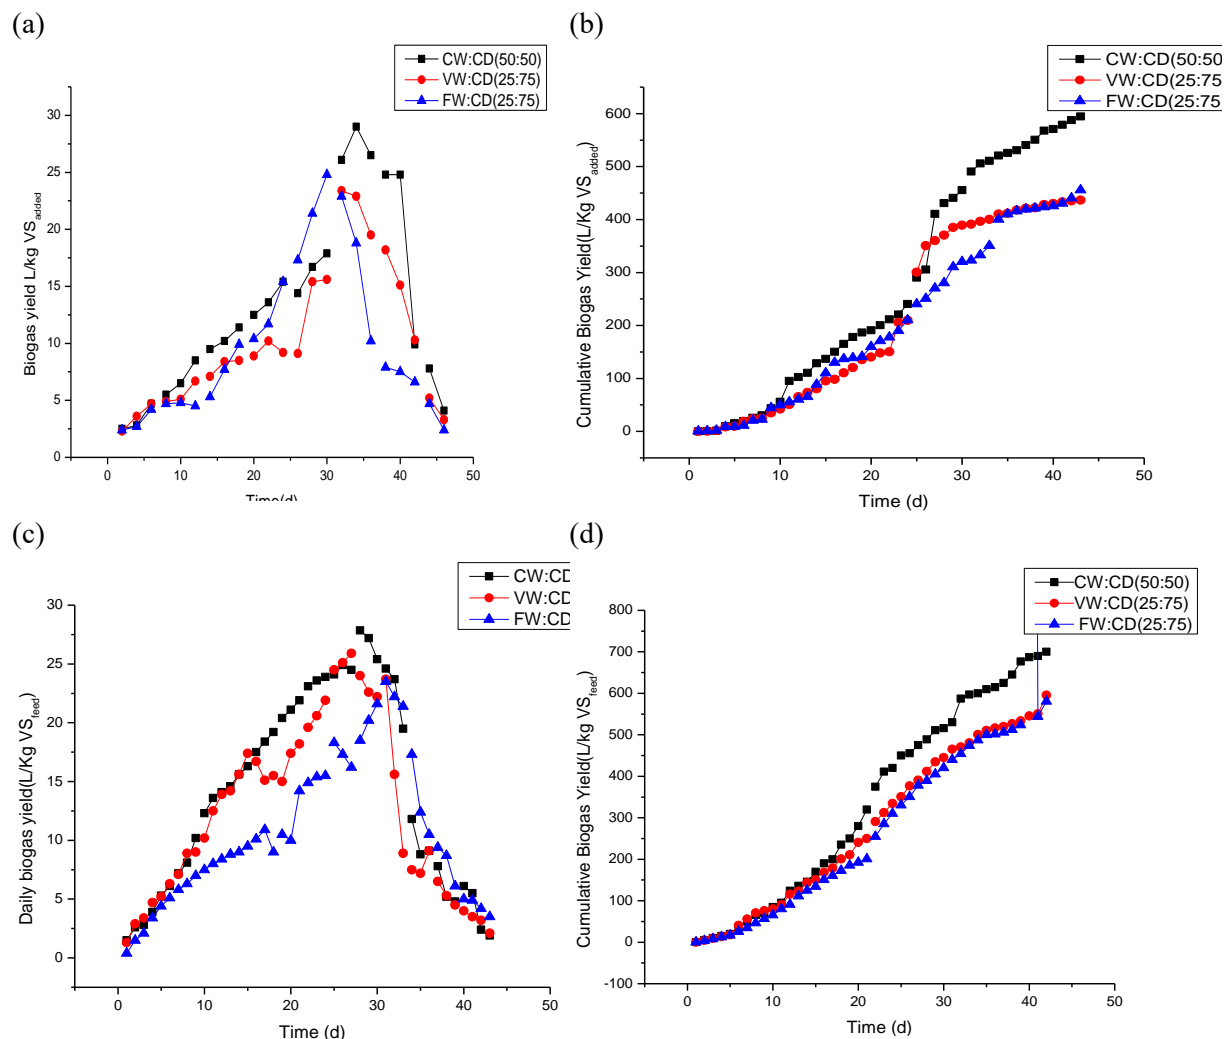 (a)
CW:CD(50:50)
VW:CD(25:75)
FW:CD(25:75)
30
25
20
15
10
5
0
Biogas yield L/kg VSadded
0 10 20 30 40 50
Time(d)
(b)
CW:CD(50:50
VW:CD(25:75
FW:CD(25:75
600
500
400
300
200
100
0
Cumulative Biogas Yield(L/Kg VSadded)
0 10 20 30 40 50
Time (d)
(c)
CW:CD
VW:CD
FW:CD
30
25
20
15
10
5
0
Daily biogas yield(L/Kg VSfeed)
0 10 20 30 40 50
Time (d)
(d)
CW:CD(50:50)
VW:CD(25:75)
FW:CD(25:75)
800
700
600
500
400
300
200
100
0
-100
Cumulative Biogas Yield(L/kg VSfeed)
0 10 20 30 40 50
Time (d)